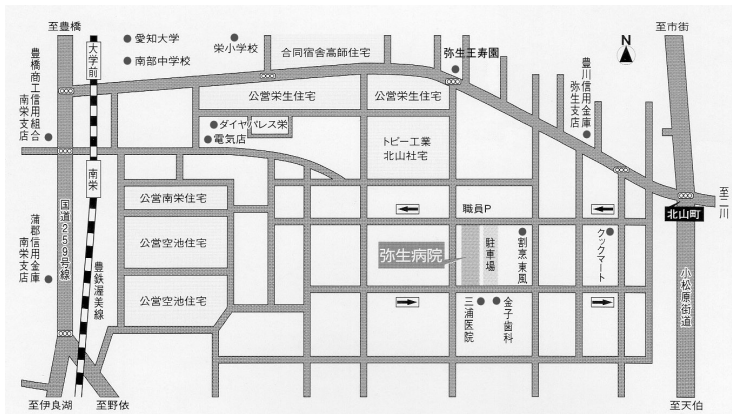 至豊橋
愛知大学
南部中学校
栄小学校
合同宿舎高師住宅
弥生王寿園
N
至市街
大学前
豊橋商工信用組合
南栄支店
豊川信用金庫
弥生支店
公営栄生住宅
公営栄生住宅
ダイヤパレス栄
電気店
トピー工業
北山社宅
南栄
公営南栄住宅
職員P
至二川
北山町
国道259号線
蒲郡信用金庫
南栄支店
豊鉄渥美線
公営空池住宅
弥生病院
駐車場
割烹東風
クックマート
公営空池住宅
三浦医院
金子歯科
小松原街道
至伊良湖
至野依
至天伯